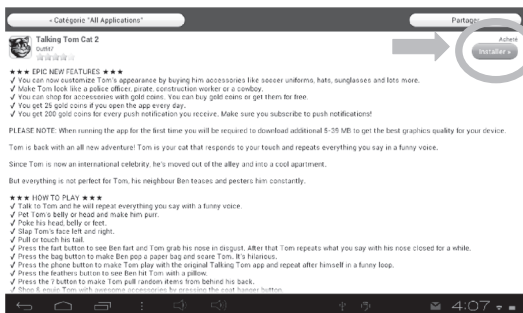 « Catégorie "All Applications"
Partager
Talking Tom Cat 2
Outfit7
Acheté
Installer »
★★★ EPIC NEW FEATURES ★★★
√ You can now customize Tom's appearance by buying him accessories like soccer uniforms, hats, sunglasses and lots more.
√ Make Tom look like a police officer, pirate, construction worker or a cowboy.
√ You can shop for accessories with gold coins. You can buy gold coins or get them for free.
√ You get 25 gold coins if you open the app every day.
√ You get 200 gold coins for every push notification you receive. Make sure you subscribe to push notifications!
PLEASE NOTE: When running the app for the first time you will be required to download additional 5-39 MB to get the best graphics quality for your device.
Tom is back with an all new adventure! Tom is your cat that responds to your touch and repeats everything you say in a funny voice.
Since Tom is now an international celebrity, he's moved out of the alley and into a cool apartment.
But everything is not perfect for Tom, his neighbour Ben teases and pesters him constantly.
★★★ HOW TO PLAY ★★★
√ Talk to Tom and he will repeat everything you say with a funny voice.
√ Pet Tom's belly or head and make him purr.
√ Poke his head, belly or feet.
√ Slap Tom's face left and right.
√ Pull or touch his tail.
√ Press the fart button to see Ben fart and Tom grab his nose in disgust. After that Tom repeats what you say with his nose closed for a while.
√ Press the bag button to make Ben pop a paper bag and scare Tom. It's hilarious.
√ Press the phone button to make Tom play with the original Talking Tom app and repeat after himself in a funny loop.
√ Press the feathers button to see Ben hit Tom with a pillow.
√ Press the ? button to make Tom pull random items from behind his back.
√ Shop & equip Tom with awesome accessories by pressing the coat hanger button.
4:07